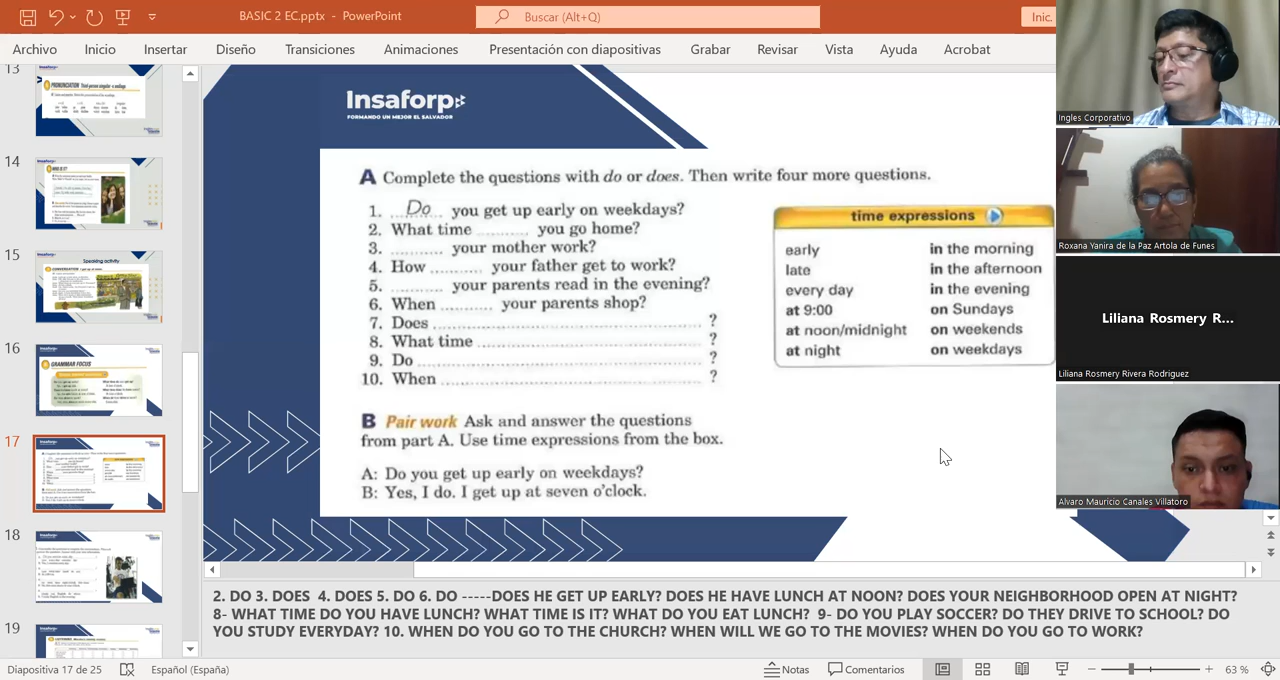 BASIC 2 EC.pptx - PowerPoint
Buscar (Alt+Q)
Inic.
Archivo Inicio Insertar Diseño Transiciones Animaciones Presentación con diapositivas Grabar Revisar Vista Ayuda Acrobat
13
14
15
16
17
18
19
Insaforp
FORMANDO UN MEJOR EL SALVADOR
A Complete the questions with do or does. Then write four more questions.
1. Do you get up early on weekdays?
2. What time ........ you go home?
3. ........ your mother work?
4. How ........ your father get to work?
5. ........ your parents read in the evening?
6. When ........ your parents shop?
7. Does ........ ?
8. What time ........ ?
9. Do ........ ?
10. When ........ ?
time expressions
early in the morning
late in the afternoon
every day in the evening
at 9:00 on Sundays
at noon/midnight on weekends
at night on weekdays
B Pair work Ask and answer the questions
from part A. Use time expressions from the box.
A: Do you get up early on weekdays?
B: Yes, I do. I get up at seven o'clock.
2. DO 3. DOES 4. DOES 5. DO 6. DO -----DOES HE GET UP EARLY? DOES HE HAVE LUNCH AT NOON? DOES YOUR NEIGHBORHOOD OPEN AT NIGHT?
8- WHAT TIME DO YOU HAVE LUNCH? WHAT TIME IS IT? WHAT DO YOU EAT LUNCH? 9- DO YOU PLAY SOCCER? DO THEY DRIVE TO SCHOOL? DO
YOU STUDY EVERYDAY? 10. WHEN DO YOU GO TO THE CHURCH? WHEN WILL WE GO TO THE MOVIES? WHEN DO YOU GO TO WORK?
Diapositiva 17 de 25 Español (España) Notas Comentarios 63 %
Ingles Corporativo
Roxana Yanira de la Paz Artola de Funes
Liliana Rosmery R...
Liliana Rosmery Rivera Rodriguez
Alvaro Mauricio Canales Villatoro